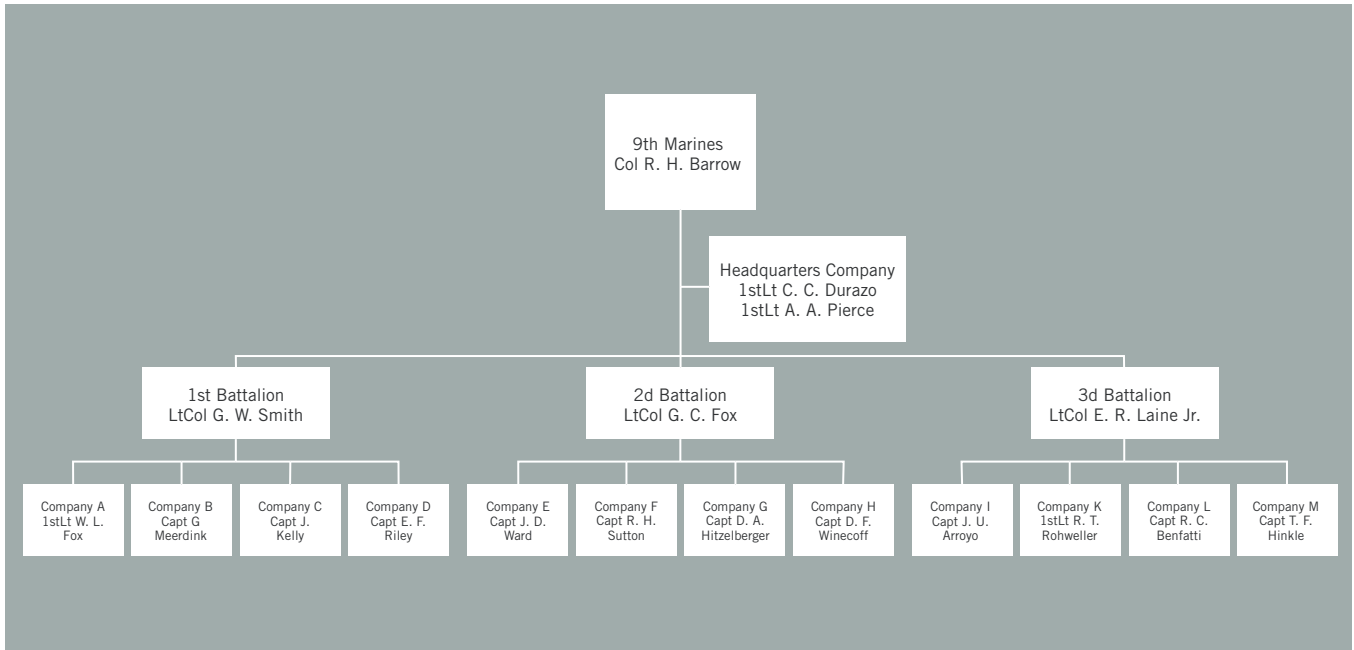 9th Marines
Col R. H. Barrow
Headquarters Company
1stLt C. C. Durazo
1stLt A. A. Pierce
1st Battalion
LtCol G. W. Smith
2d Battalion
LtCol G. C. Fox
3d Battalion
LtCol E. R. Laine Jr.
Company A
1stLt W. L.
Fox
Company B
Capt G
Meerdink
Company C
Capt J.
Kelly
Company D
Capt E. F.
Riley
Company E
Capt J. D.
Ward
Company F
Capt R. H.
Sutton
Company G
Capt D. A.
Hitzelberger
Company H
Capt D. F.
Winecoff
Company I
Capt J. U.
Arroyo
Company K
1stLt R. T.
Rohweller
Company L
Capt R. C.
Benfatti
Company M
Capt T. F.
Hinkle